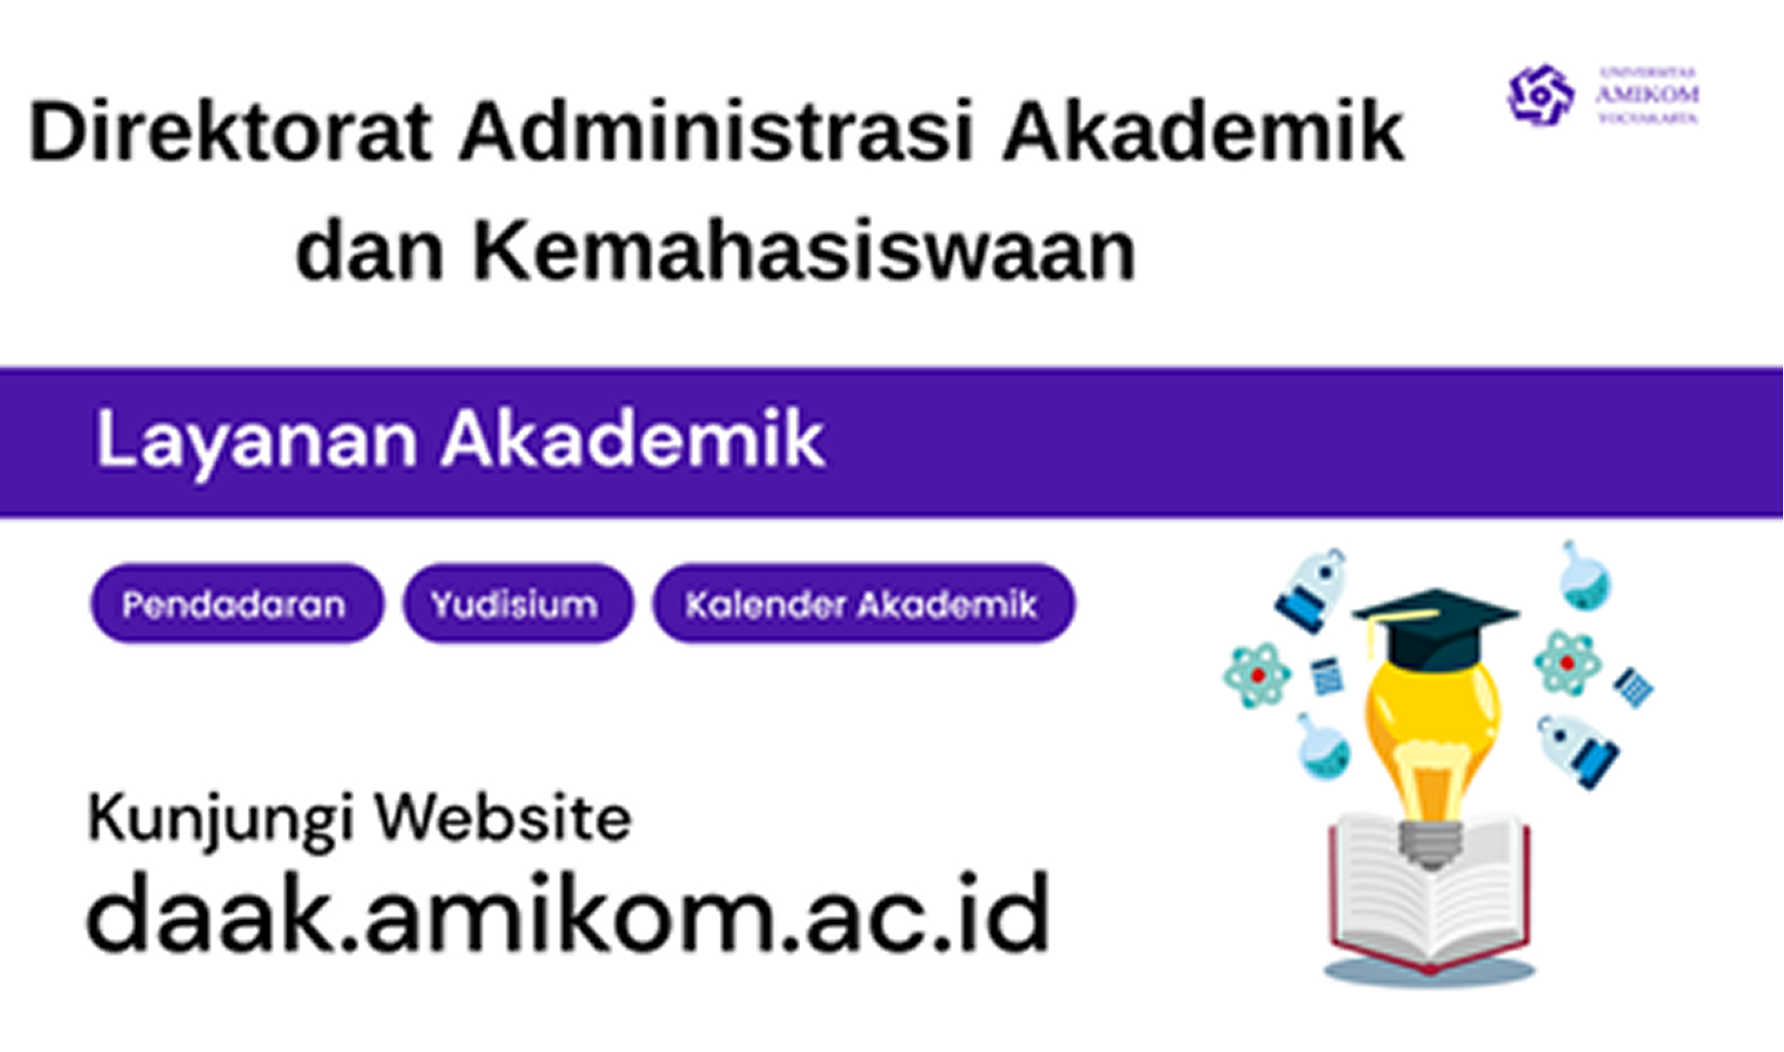 Direktorat Administrasi Akademik
dan Kemahasiswaan
UNIVERSITAS
AMIKOM
YOGYAKARTA
Layanan Akademik
Pendadaran
Yudisium
Kalender Akademik
Kunjungi Website
daak.amikom.ac.id